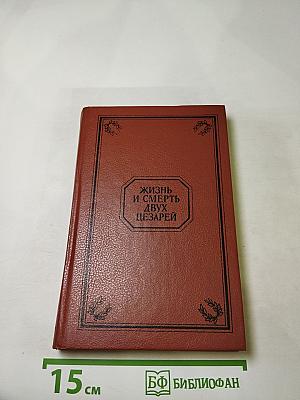 ЖИЗНЬ
И СМЕРТЬ
ДВУХ
ЦЕЗАРЕЙ
15 см
БФ БИБЛИОФАН